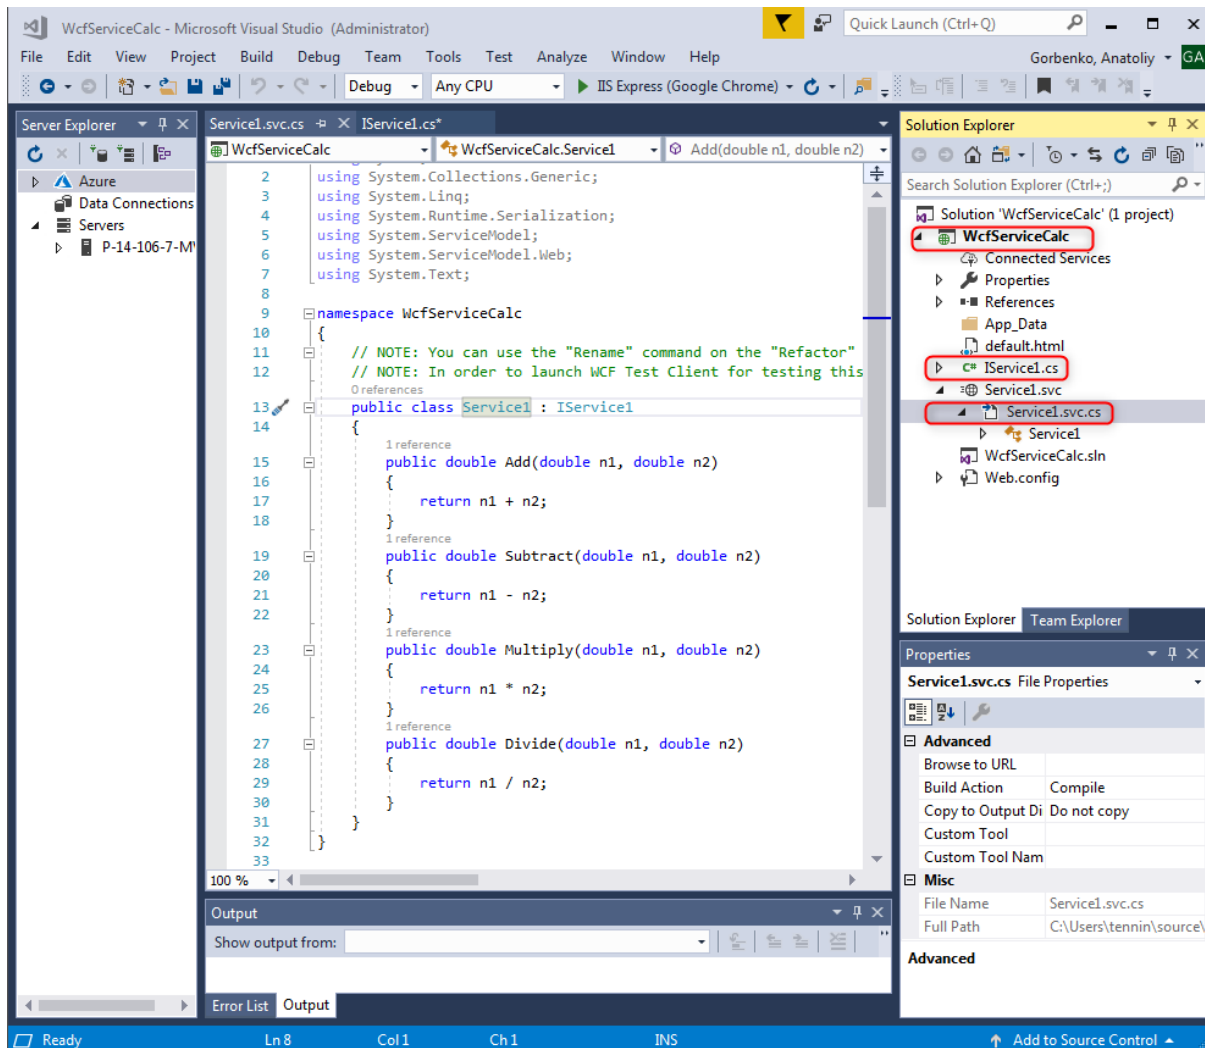 WcfServiceCalc - Microsoft Visual Studio (Administrator)
Quick Launch (Ctrl+Q)
File Edit View Project Build Debug Team Tools Test Analyze Window Help
Gorbenko, Anatoliy GA
Debug Any CPU IIS Express (Google Chrome)
Server Explorer
Azure
Data Connections
Servers
P-14-106-7-M
Service1.svc.cs IService1.cs*
WcfServiceCalc WcfServiceCalc.Service1 Add(double n1, double n2)
2 using System.Collections.Generic;
3 using System.Linq;
4 using System.Runtime.Serialization;
5 using System.ServiceModel;
6 using System.ServiceModel.Web;
7 using System.Text;
8
9 namespace WcfServiceCalc
10 {
11 // NOTE: You can use the "Rename" command on the "Refactor"
12 // NOTE: In order to launch WCF Test Client for testing this
0 references
13 public class Service1 : IService1
14 {
1 reference
15 public double Add(double n1, double n2)
16 {
17 return n1 + n2;
18 }
1 reference
19 public double Subtract(double n1, double n2)
20 {
21 return n1 - n2;
22 }
1 reference
23 public double Multiply(double n1, double n2)
24 {
25 return n1 * n2;
26 }
1 reference
27 public double Divide(double n1, double n2)
28 {
29 return n1 / n2;
30 }
31 }
32 }
33
100 %
Output
Show output from:
Error List Output
Solution Explorer
Search Solution Explorer (Ctrl+;)
Solution 'WcfServiceCalc' (1 project)
WcfServiceCalc
Connected Services
Properties
References
App_Data
default.html
C# IService1.cs
Service1.svc
Service1.svc.cs
Service1
WcfServiceCalc.sln
Web.config
Solution Explorer Team Explorer
Properties
Service1.svc.cs File Properties
Advanced
Browse to URL
Build Action Compile
Copy to Output Di Do not copy
Custom Tool
Custom Tool Nam
Misc
File Name Service1.svc.cs
Full Path C:\Users\tennin\source\
Advanced
Ready Ln 8 Col 1 Ch 1 INS Add to Source Control